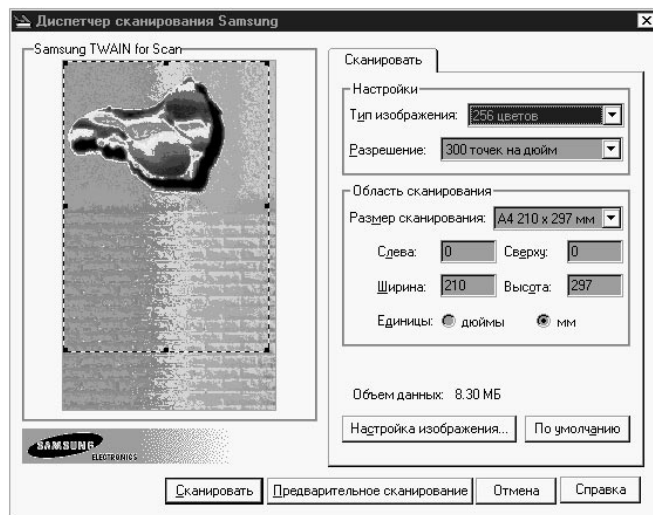 Диспетчер сканирования Samsung
Samsung TWAIN for Scan
Сканировать
Настройки
Тип изображения: 256 цветов
Разрешение: 300 точек на дюйм
Область сканирования
Размер сканирования: A4 210 x 297 мм
Слева: 0 Сверху: 0
Ширина: 210 Высота: 297
Единицы: дюймы мм
Объем данных: 8.30 МБ
Настройка изображения... По умолчанию
SAMSUNG
ELECTRONICS
Сканировать Предварительное сканирование Отмена Справка